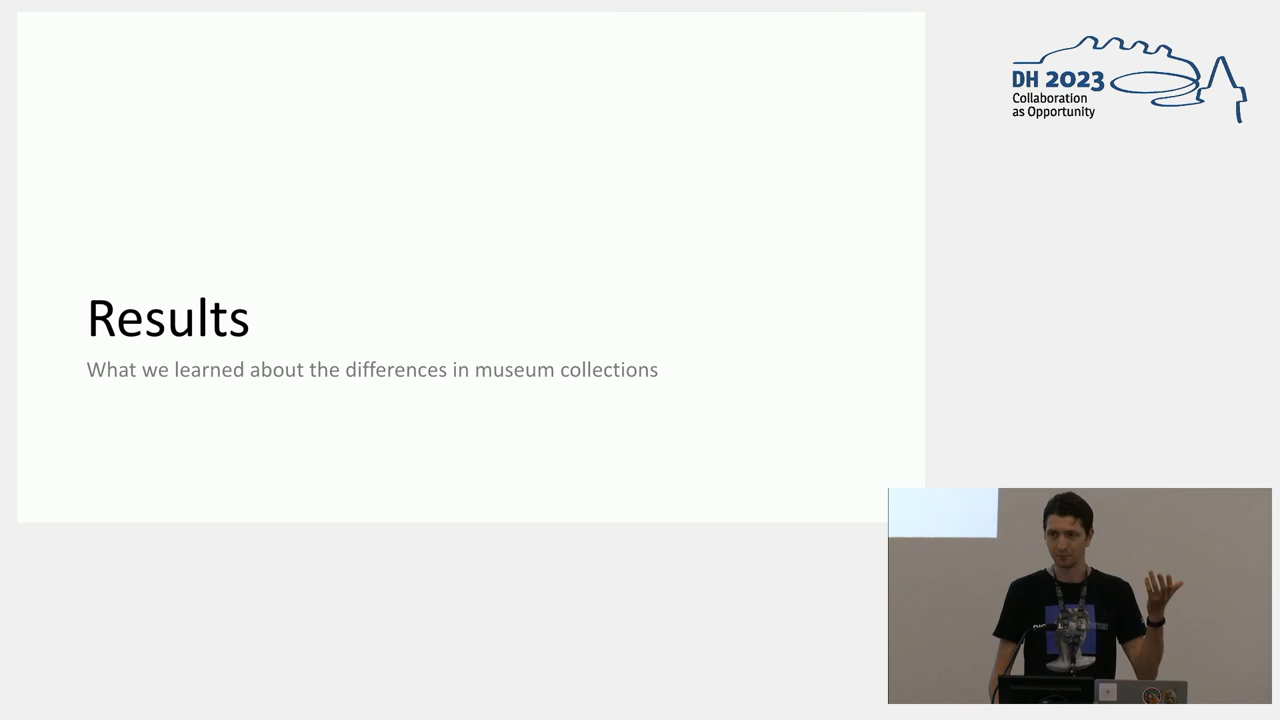 DH 2023
Collaboration
as Opportunity
Results
What we learned about the differences in museum collections